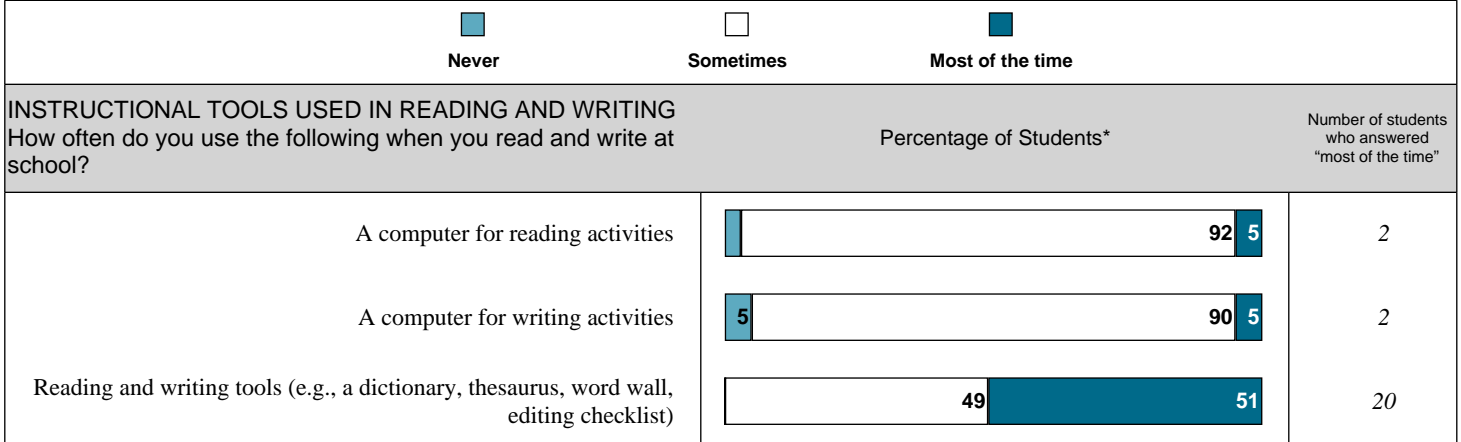 Never Sometimes Most of the time
INSTRUCTIONAL TOOLS USED IN READING AND WRITING
How often do you use the following when you read and write at
school?
Percentage of Students*
Number of students
who answered
“most of the time”
A computer for reading activities 92 5 2
A computer for writing activities 5 90 5 2
Reading and writing tools (e.g., a dictionary, thesaurus, word wall,
editing checklist) 49 51 20